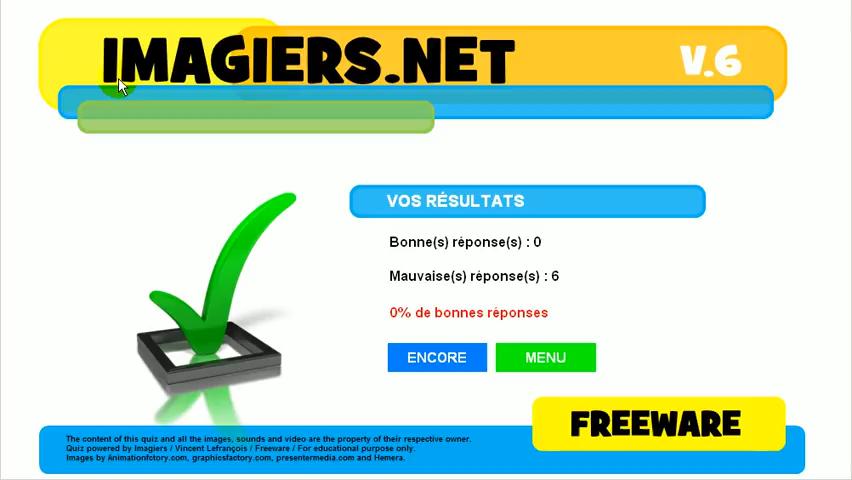 IMAGIERS.NET
V.6
VOS RÉSULTATS
Bonne(s) réponse(s) : 0
Mauvaise(s) réponse(s) : 6
0% de bonnes réponses
ENCORE MENU
FREEWARE
The content of this quiz and all the images, sounds and video are the property of their respective owner.
Quiz powered by Imagiers / Vincent Lefrançois / Freeware / For educational purpose only.
Images by Animationfctory.com, graphicsfactory.com, presentermedia.com and Hemera.